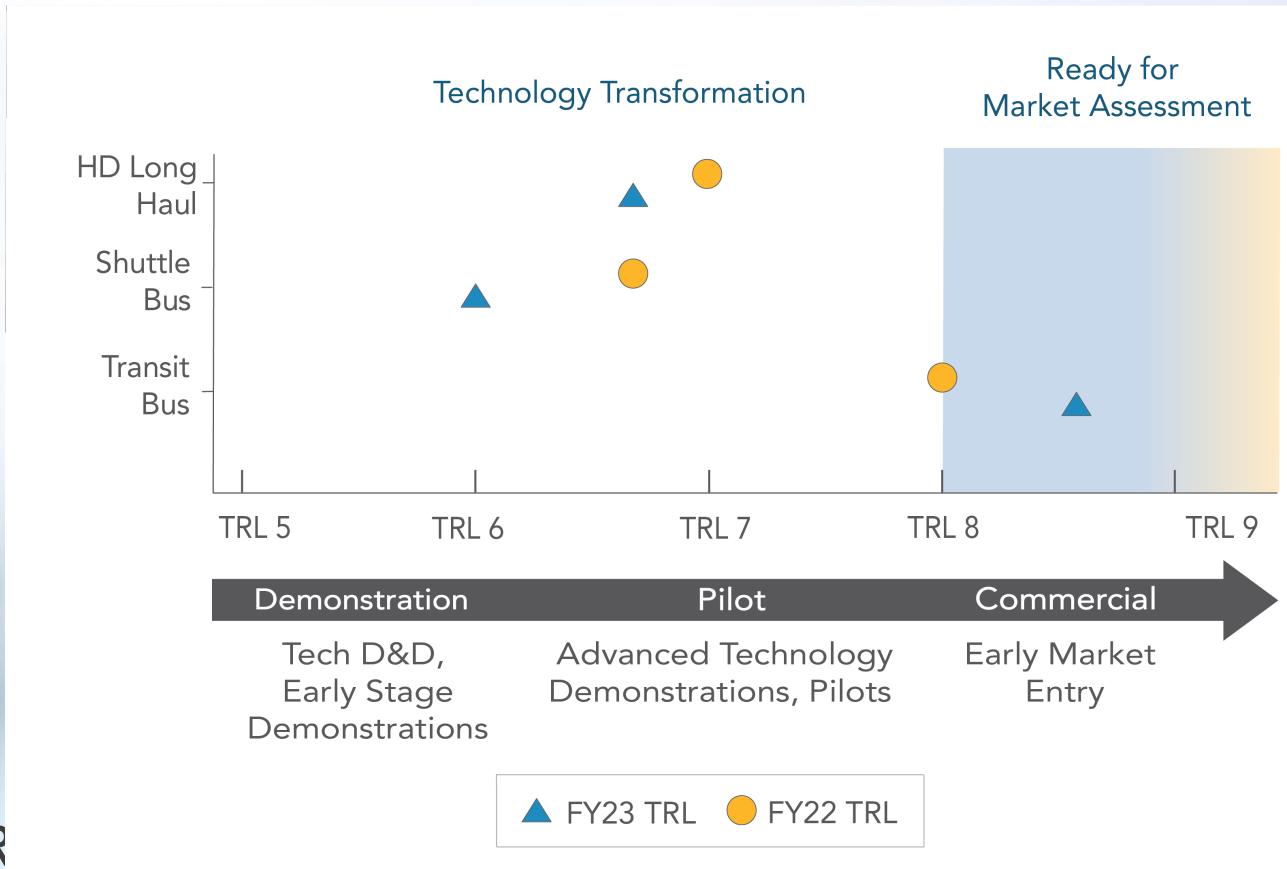 Technology Transformation
Ready for
Market Assessment
HD Long
Haul
Shuttle
Bus
Transit
Bus
TRL 5 TRL 6 TRL 7 TRL 8 TRL 9
Demonstration Pilot Commercial
Tech D&D,
Early Stage
Demonstrations
Advanced Technology
Demonstrations, Pilots
Early Market
Entry
FY23 TRL FY22 TRL